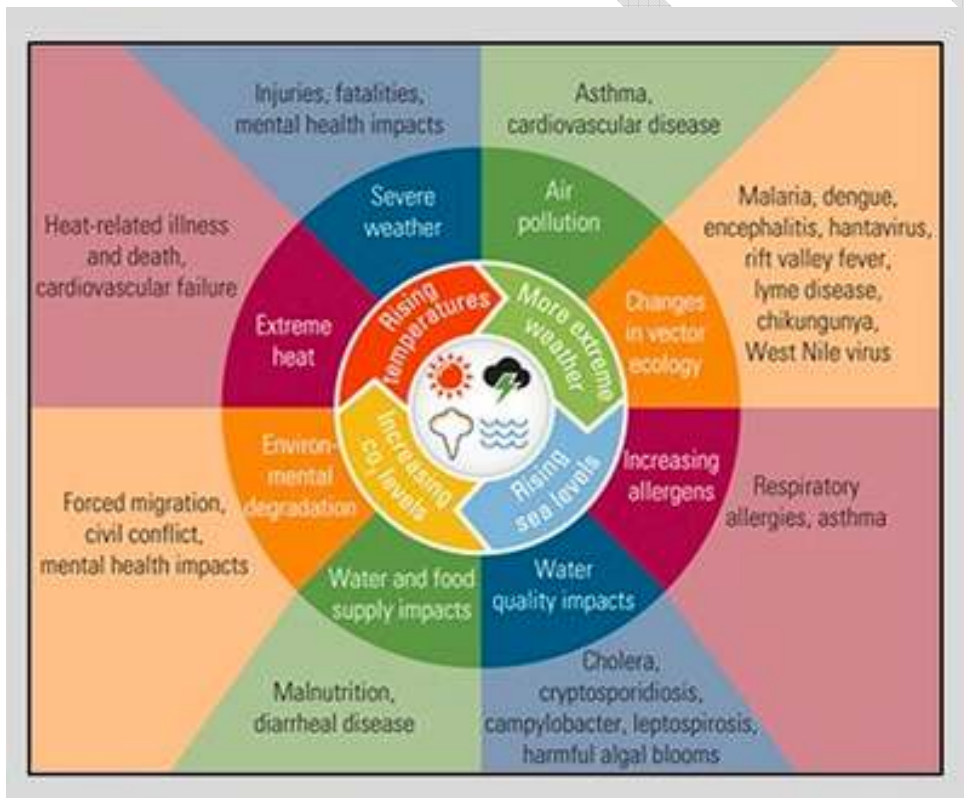 Injuries, fatalities,
mental health impacts
Asthma,
cardiovascular disease
Severe
weather
Air
pollution
Heat-related illness
and death,
cardiovascular failure
Malaria, dengue,
encephalitis, hantavirus,
rift valley fever,
lyme disease,
chikungunya,
West Nile virus
Extreme
heat
Changes
in vector
ecology
Rising
temperatures
More extreme
weather
Increasing
CO₂ levels
Rising
sea levels
Environ-
mental
degradation
Increasing
allergens
Forced migration,
civil conflict,
mental health impacts
Respiratory
allergies, asthma
Water and food
supply impacts
Water
quality impacts
Malnutrition,
diarrheal disease
Cholera,
cryptosporidiosis,
campylobacter, leptospirosis,
harmful algal blooms